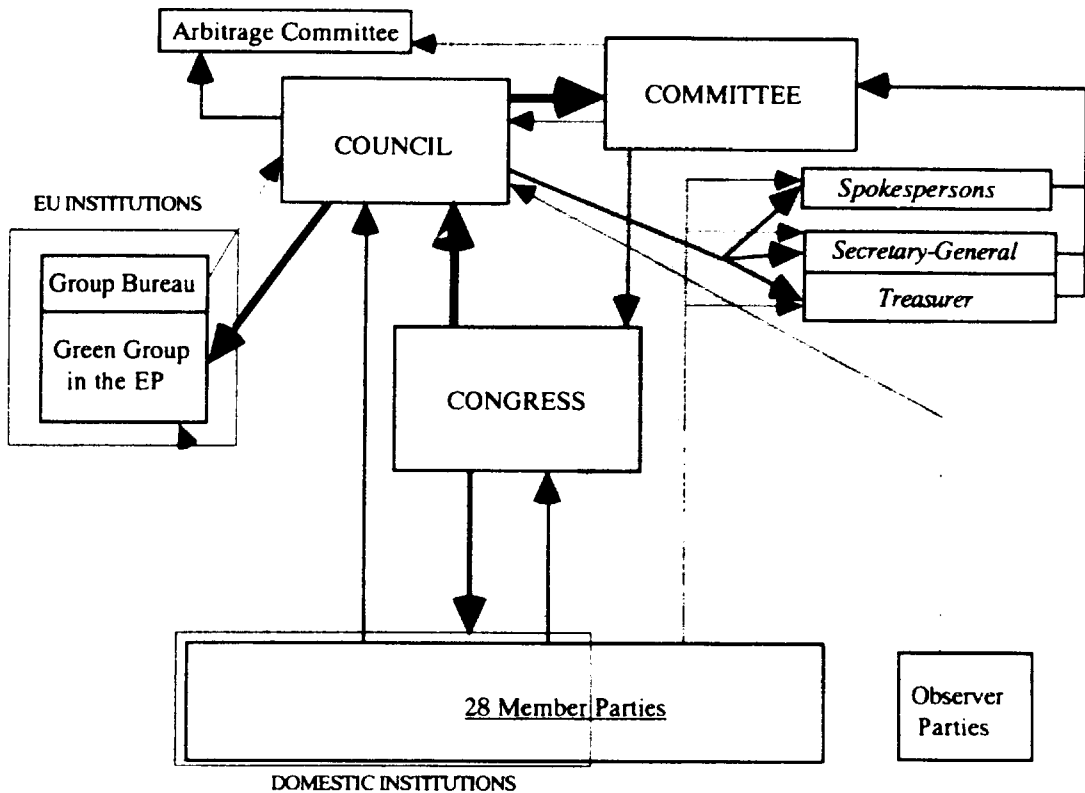 Arbitrage Committee
COMMITTEE
COUNCIL
Spokespersons
EU INSTITUTIONS
Secretary-General
Group Bureau
Treasurer
Green Group
in the EP
CONGRESS
28 Member Parties
Observer
Parties
DOMESTIC INSTITUTIONS